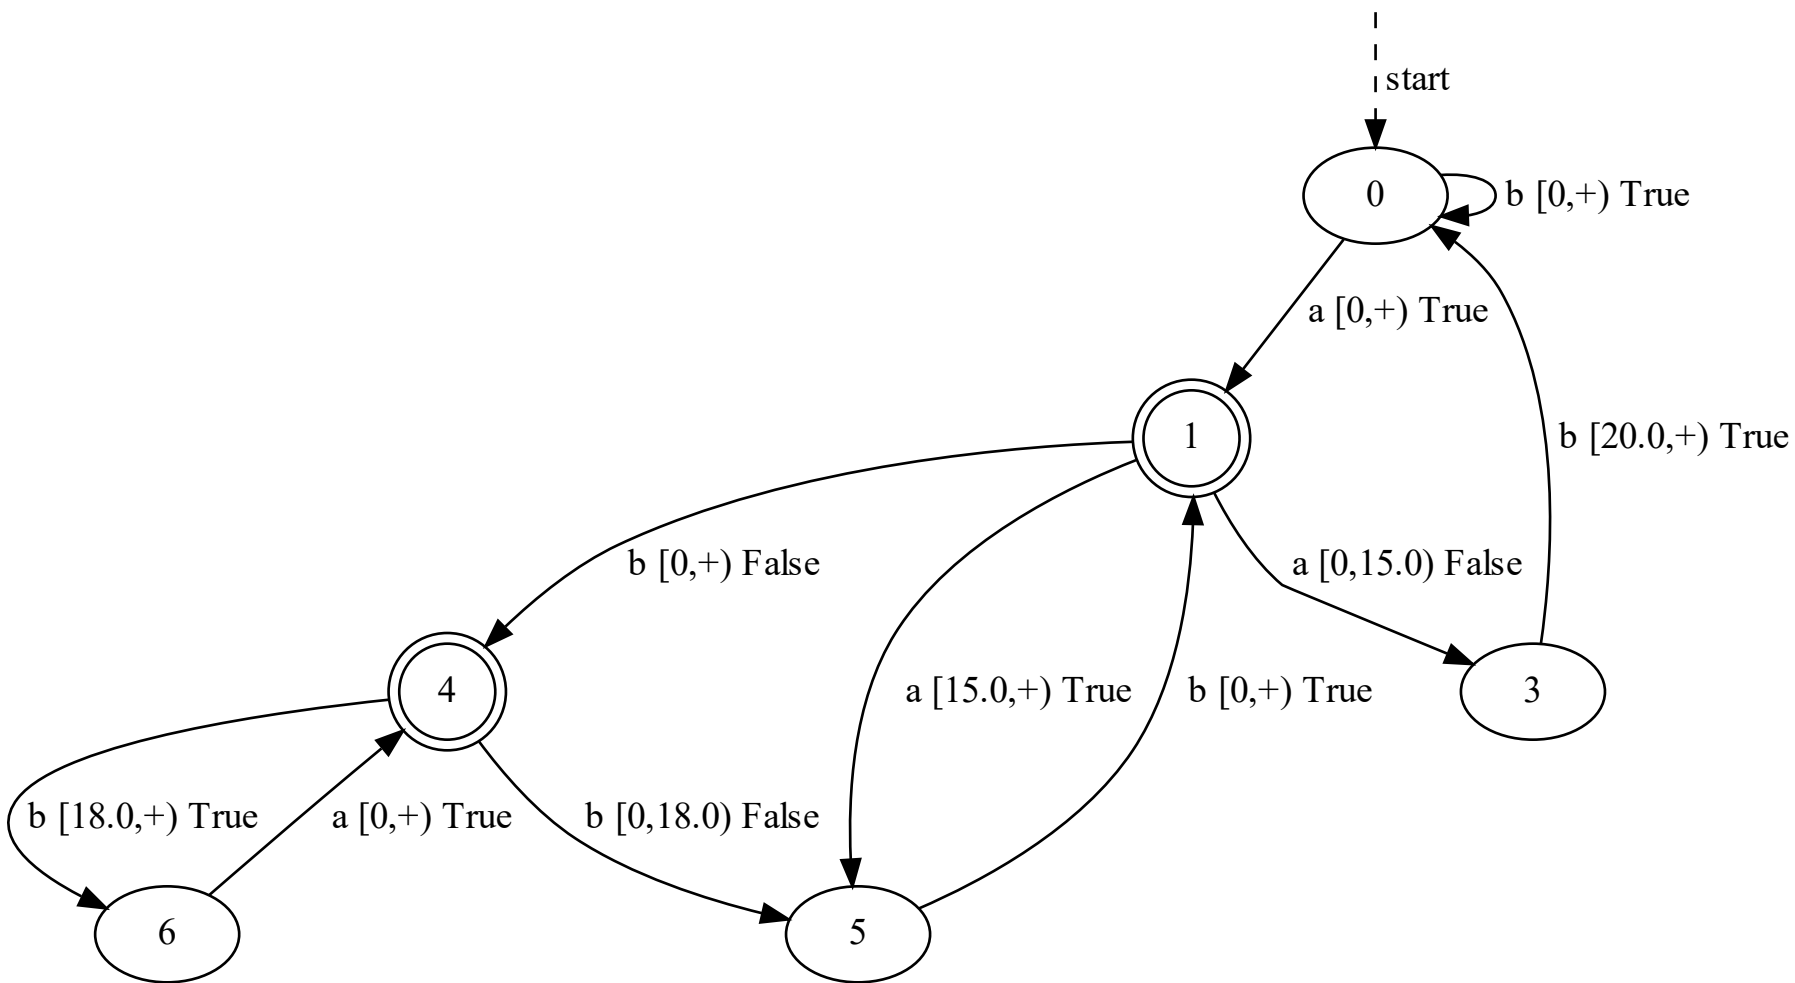 start
0
b [0,+) True
a [0,+) True
1
b [20.0,+) True
b [0,+) False
a [0,15.0) False
4
a [15.0,+) True
b [0,+) True
3
b [18.0,+) True
a [0,+) True
b [0,18.0) False
6
5